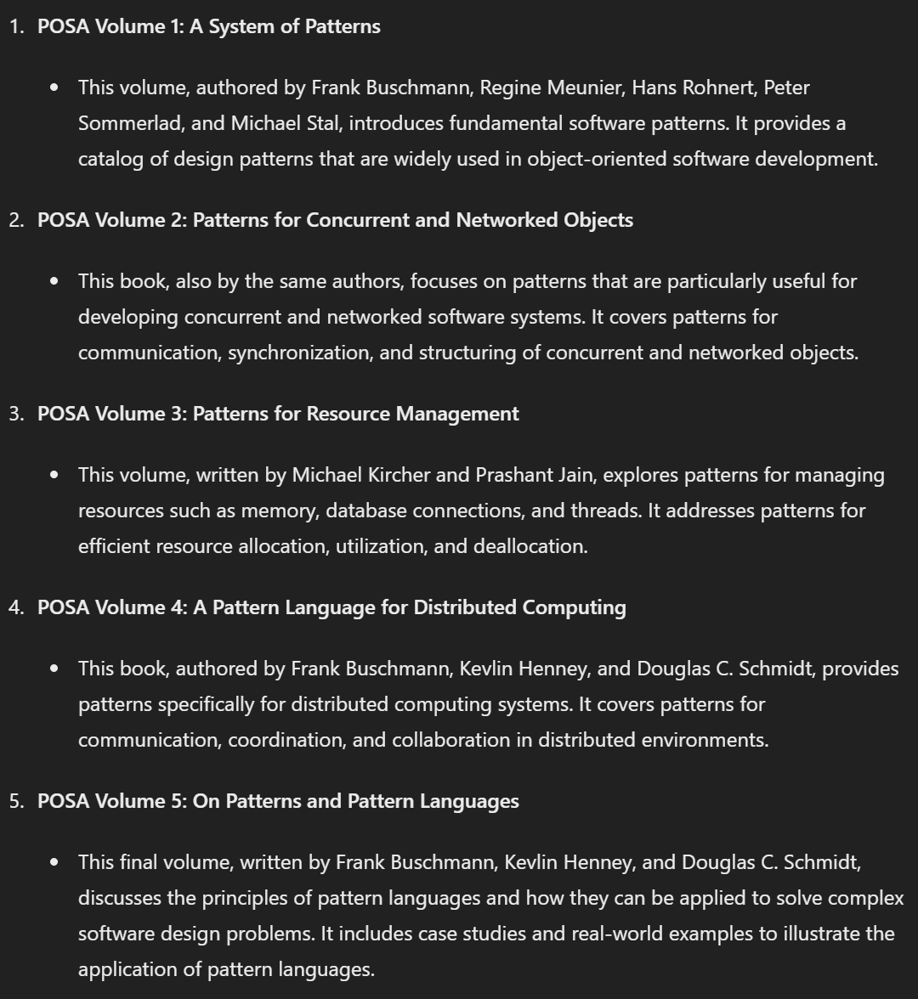 1. POSA Volume 1: A System of Patterns
• This volume, authored by Frank Buschmann, Regine Meunier, Hans Rohnert, Peter
Sommerlad, and Michael Stal, introduces fundamental software patterns. It provides a
catalog of design patterns that are widely used in object-oriented software development.
2. POSA Volume 2: Patterns for Concurrent and Networked Objects
• This book, also by the same authors, focuses on patterns that are particularly useful for
developing concurrent and networked software systems. It covers patterns for
communication, synchronization, and structuring of concurrent and networked objects.
3. POSA Volume 3: Patterns for Resource Management
• This volume, written by Michael Kircher and Prashant Jain, explores patterns for managing
resources such as memory, database connections, and threads. It addresses patterns for
efficient resource allocation, utilization, and deallocation.
4. POSA Volume 4: A Pattern Language for Distributed Computing
• This book, authored by Frank Buschmann, Kevlin Henney, and Douglas C. Schmidt, provides
patterns specifically for distributed computing systems. It covers patterns for
communication, coordination, and collaboration in distributed environments.
5. POSA Volume 5: On Patterns and Pattern Languages
• This final volume, written by Frank Buschmann, Kevlin Henney, and Douglas C. Schmidt,
discusses the principles of pattern languages and how they can be applied to solve complex
software design problems. It includes case studies and real-world examples to illustrate the
application of pattern languages.